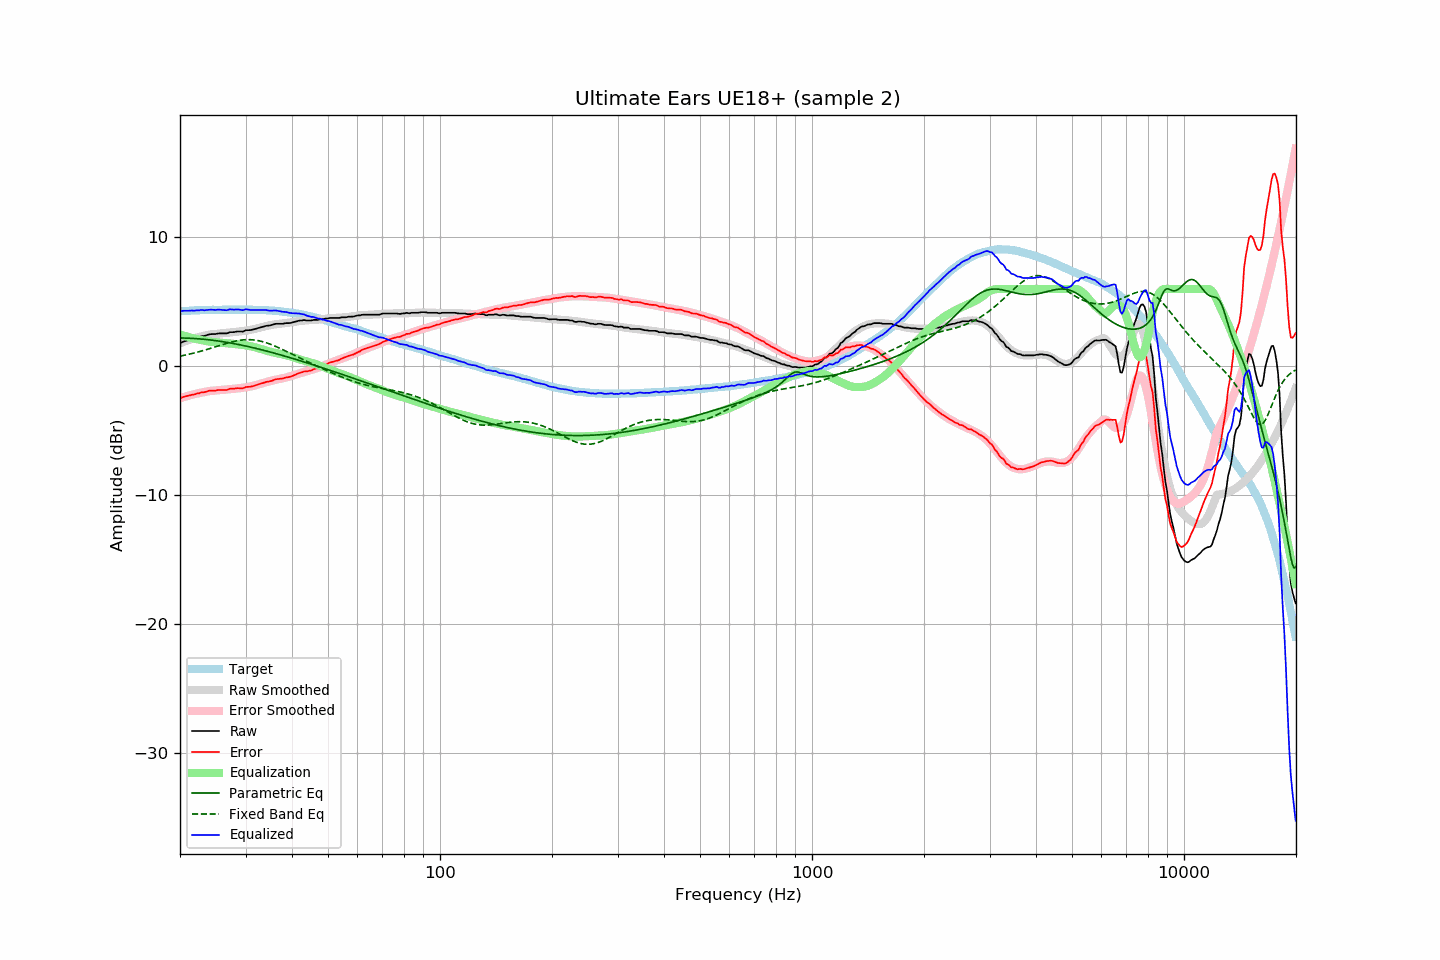 Ultimate Ears UE18+ (sample 2)
10
0
−10
−20
−30
Amplitude (dBr)
Target
Raw Smoothed
Error Smoothed
Raw
Error
Equalization
Parametric Eq
Fixed Band Eq
Equalized
100
1000
10000
Frequency (Hz)